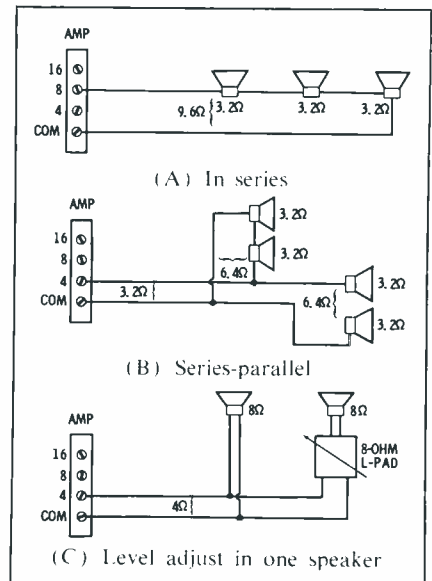 AMP
16
8
4
COM
9.6Ω
3.2Ω
3.2Ω
3.2Ω
(A) In series
AMP
16
8
4
COM
3.2Ω
3.2Ω
6.4Ω
3.2Ω
3.2Ω
6.4Ω
3.2Ω
(B) Series-parallel
AMP
16
8
4
COM
4Ω
8Ω
8Ω
8-OHM
L-PAD
(C) Level adjust in one speaker